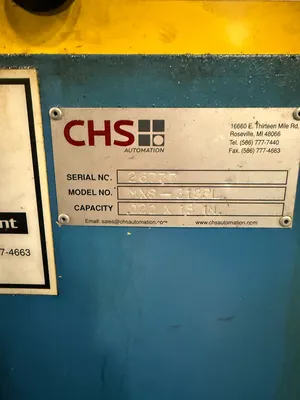 CHS
AUTOMATION
16660 E. Thirteen Mile Rd.
Roseville, MI 48066
Tel. (586) 777-7440
Fax. (586) 777-4663
SERIAL NO.
MODEL NO.
CAPACITY
Email: sales@chsautomation.com
www.chsautomation.com
7-4663